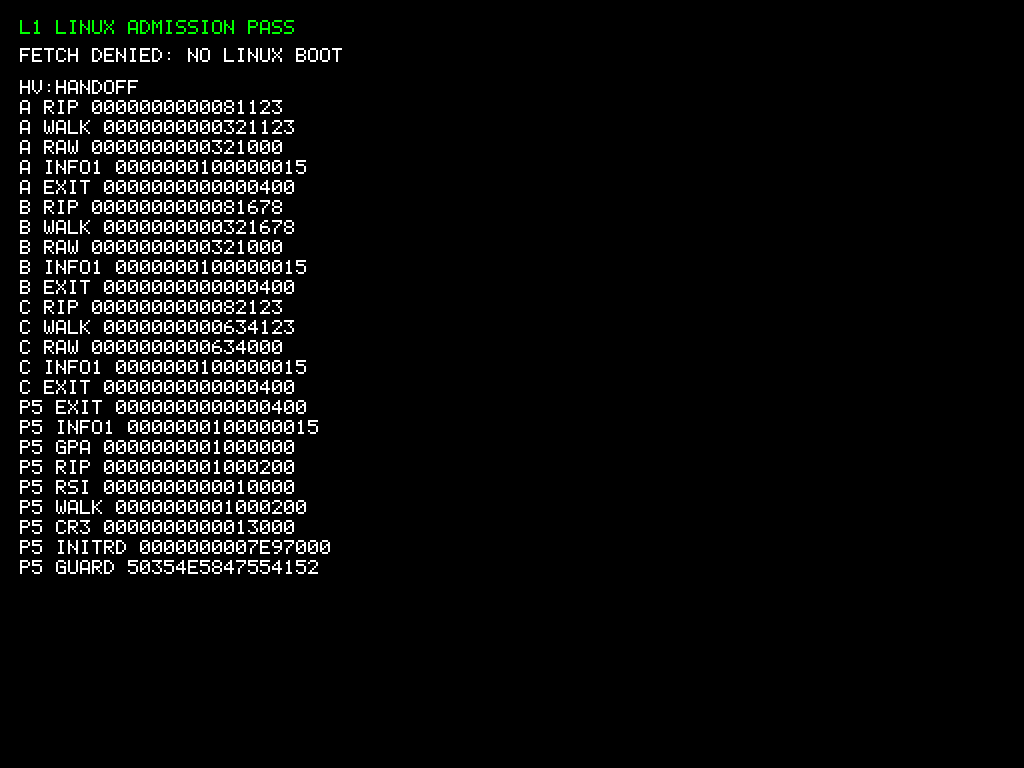 L1 LINUX ADMISSION PASS
FETCH DENIED: NO LINUX BOOT
HV:HANDOFF
A RIP 0000000000081123
A WALK 0000000000321123
A RAW 0000000000321000
A INFO1 0000000100000015
A EXIT 0000000000000400
B RIP 0000000000081678
B WALK 0000000000321678
B RAW 0000000000321000
B INFO1 0000000100000015
B EXIT 0000000000000400
C RIP 0000000000082123
C WALK 0000000000634123
C RAW 0000000000634000
C INFO1 0000000100000015
C EXIT 0000000000000400
P5 EXIT 0000000000000400
P5 INFO1 0000000100000015
P5 GPA 0000000001000000
P5 RIP 0000000001000200
P5 RSI 0000000000010000
P5 WALK 0000000001000200
P5 CR3 0000000000013000
P5 INITRD 0000000007E97000
P5 GUARD 50354E5847554152